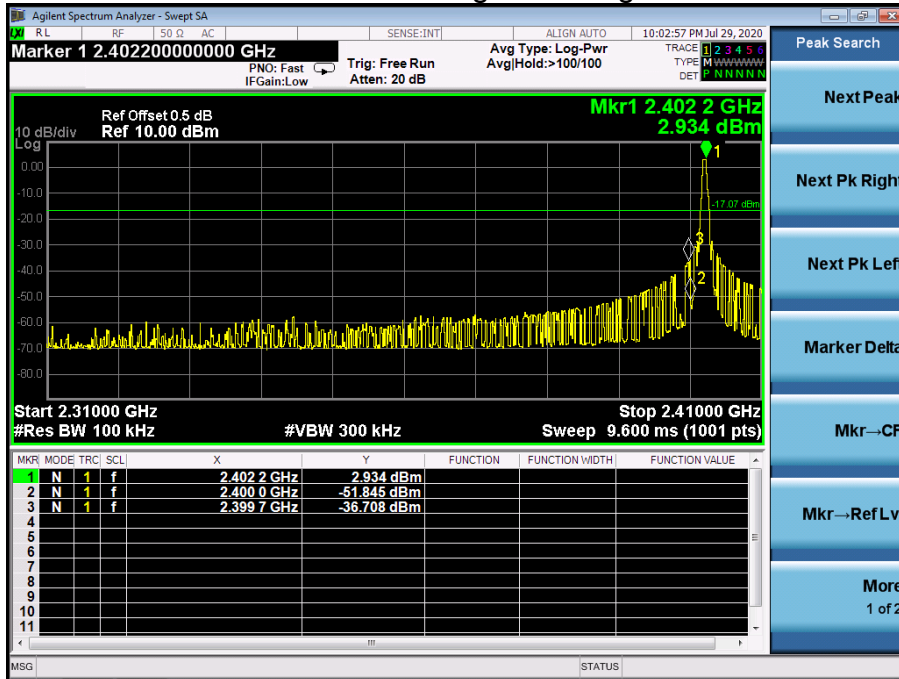 Agilent Spectrum Analyzer - Swept SA
LXI RL RF 50 Ω AC SENSE:INT ALIGN AUTO 10:02:57 PM Jul 29, 2020
Marker 1 2.402200000000 GHz
PNO: Fast
IFGain:Low
Trig: Free Run
Atten: 20 dB
Avg Type: Log-Pwr
Avg|Hold:>100/100
TRACE 1 2 3 4 5 6
TYPE M WWWWW
DET P N N N N N
Peak Search
Next Peak
Next Pk Right
Next Pk Left
Marker Delta
Mkr→CF
Mkr→Ref Lv
More
1 of 2
Ref Offset 0.5 dB
10 dB/div Ref 10.00 dBm
Log
Mkr1 2.402 2 GHz
2.934 dBm
1
0.00
-10.0
-17.07 dBm
-20.0
-30.0
3
-40.0
2
-50.0
-60.0
-70.0
-80.0
Start 2.31000 GHz Stop 2.41000 GHz
#Res BW 100 kHz #VBW 300 kHz Sweep 9.600 ms (1001 pts)
MKR MODE TRC SCL X Y FUNCTION FUNCTION WIDTH FUNCTION VALUE
1 N 1 f 2.402 2 GHz 2.934 dBm
2 N 1 f 2.400 0 GHz -51.845 dBm
3 N 1 f 2.399 7 GHz -36.708 dBm
4
5
6
7
8
9
10
11
MSG STATUS